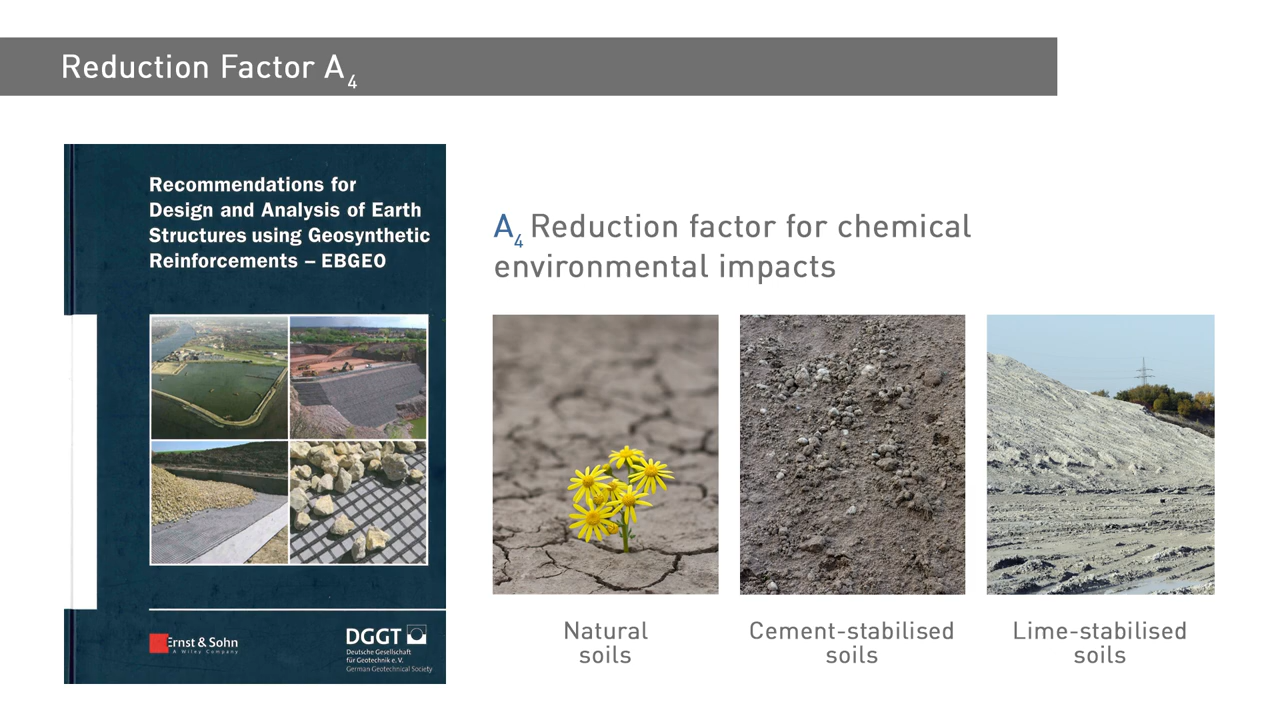 Reduction Factor A4
Recommendations for
Design and Analysis of Earth
Structures using Geosynthetic
Reinforcements – EBGEO
Ernst & Sohn
A Wiley Company
DGGT
Deutsche Gesellschaft
für Geotechnik e. V.
German Geotechnical Society
A4 Reduction factor for chemical
environmental impacts
Natural
soils
Cement-stabilised
soils
Lime-stabilised
soils